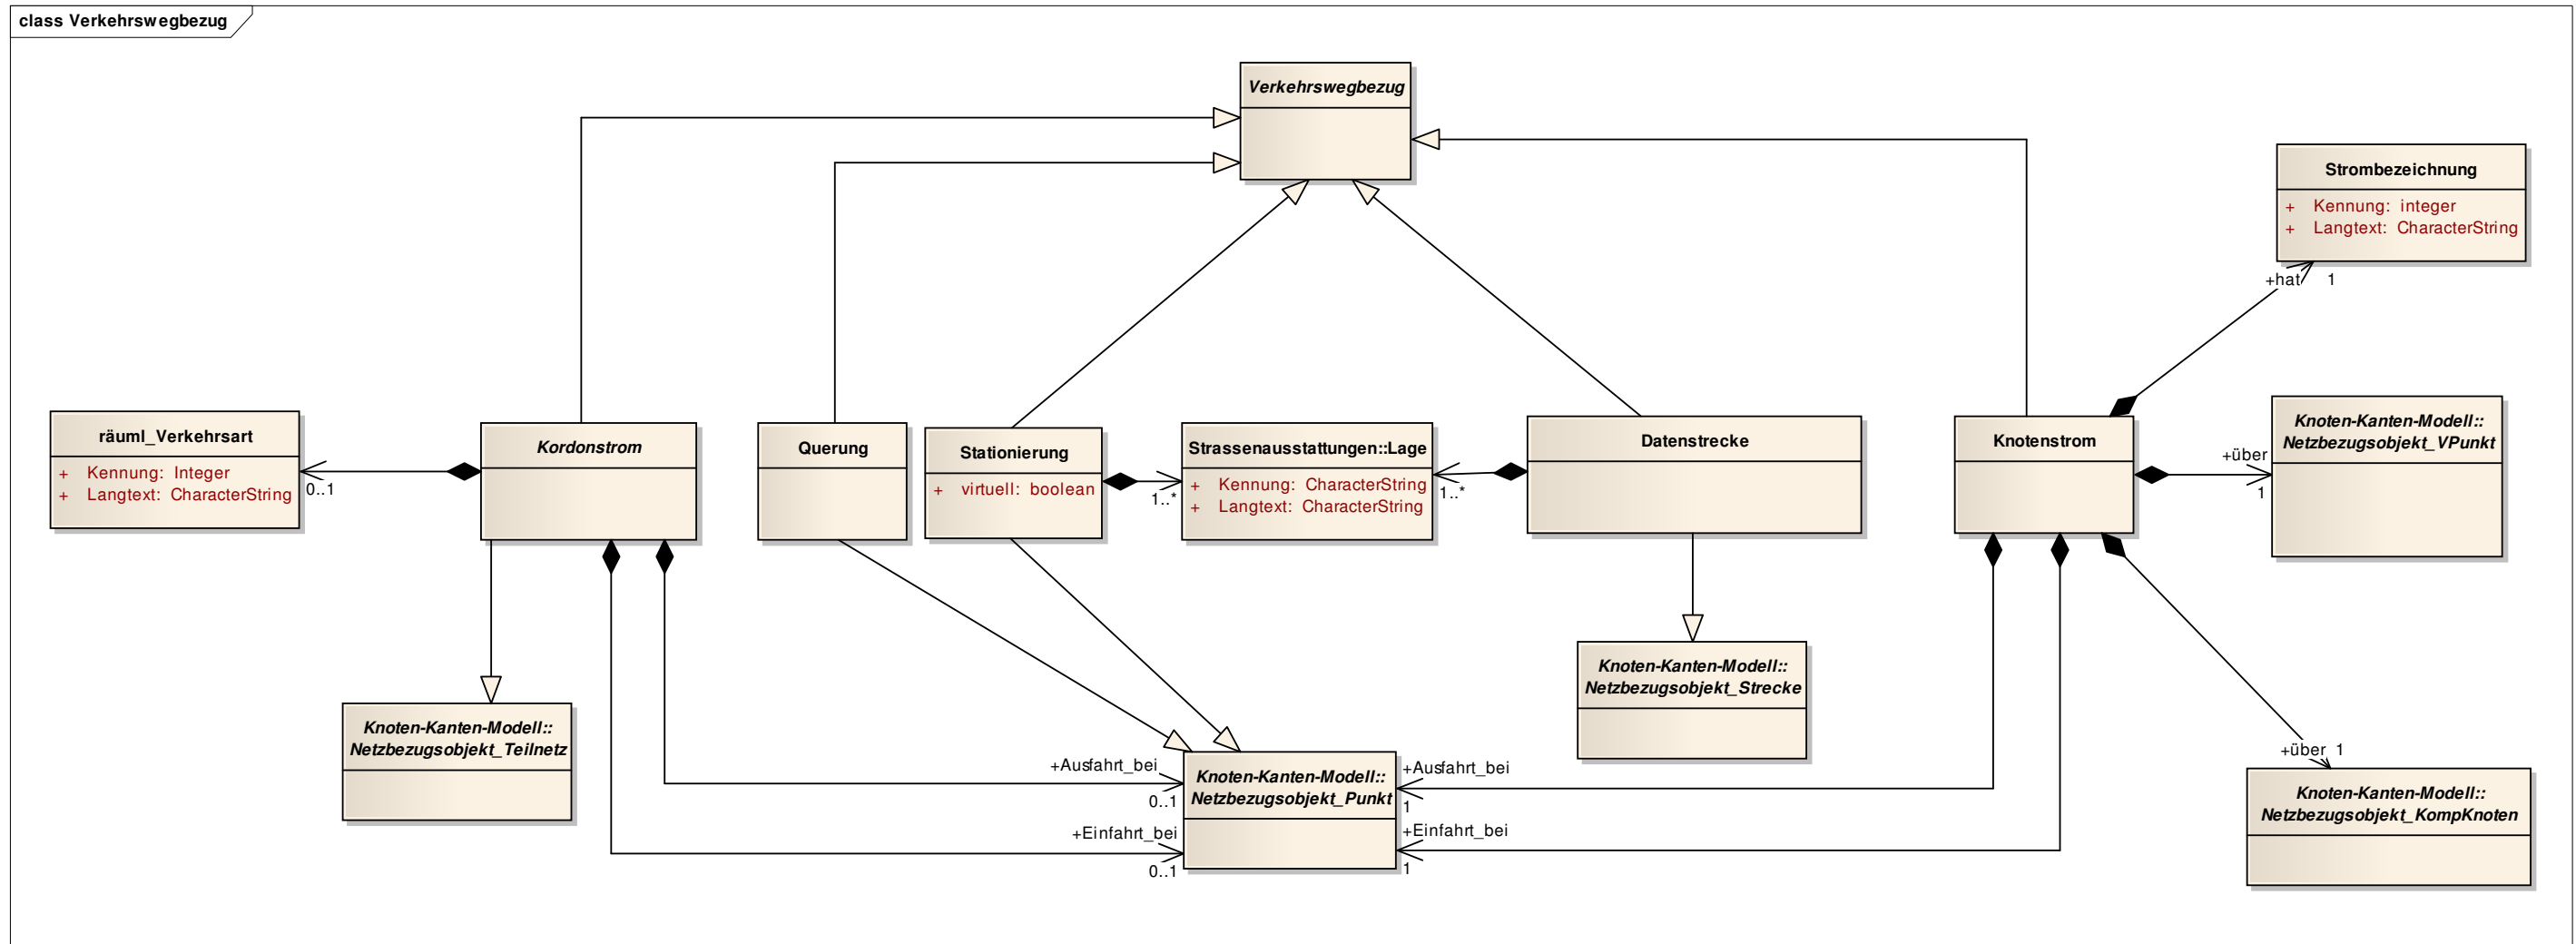 class Verkehrswegbezug
Verkehrswegbezug
Strombezeichnung
+ Kennung: integer
+ Langtext: CharacterString
+hat 1
räuml_Verkehrsart
+ Kennung: Integer
+ Langtext: CharacterString
0..1
Kordonstrom
Querung
Stationierung
+ virtuell: boolean
1..*
Strassenausstattungen::Lage
+ Kennung: CharacterString
+ Langtext: CharacterString
1..*
Datenstrecke
Knotenstrom
+über
1
Knoten-Kanten-Modell::
Netzbezugsobjekt_VPunkt
Knoten-Kanten-Modell::
Netzbezugsobjekt_Teilnetz
Knoten-Kanten-Modell::
Netzbezugsobjekt_Strecke
+Ausfahrt_bei
0..1
+Einfahrt_bei
0..1
Knoten-Kanten-Modell::
Netzbezugsobjekt_Punkt
+Ausfahrt_bei
1
+Einfahrt_bei
1
+über 1
Knoten-Kanten-Modell::
Netzbezugsobjekt_KompKnoten